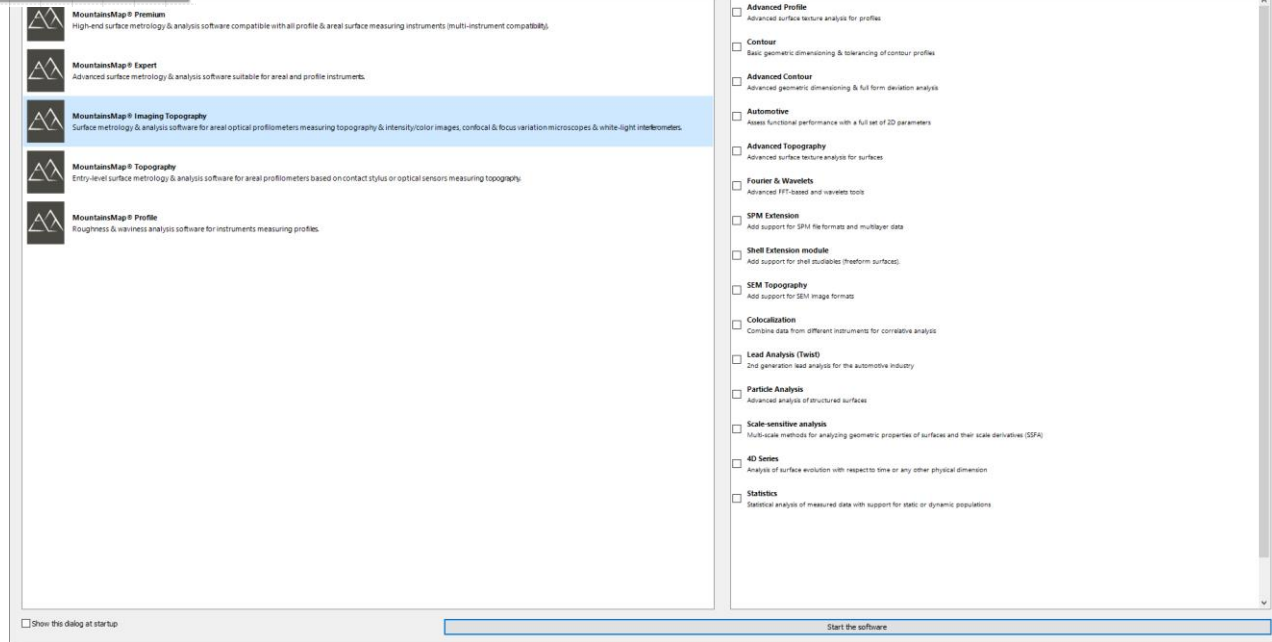 MountainsMap® Premium
High-end surface metrology & analysis software compatible with all profile & areal surface measuring instruments (multi-instrument compatibility).
MountainsMap® Expert
Advanced surface metrology & analysis software suitable for areal and profile instruments.
MountainsMap® Imaging Topography
Surface metrology & analysis software for areal optical profilometers measuring topography & intensity/color images, confocal & focus variation microscopes & white-light interferometers.
MountainsMap® Topography
Entry-level surface metrology & analysis software for areal profilometers based on contact stylus or optical sensors measuring topography.
MountainsMap® Profile
Roughness & waviness analysis software for instruments measuring profiles.
Advanced Profile
Advanced surface texture analysis for profiles
Contour
Basic geometric dimensioning & tolerancing of contour profiles
Advanced Contour
Advanced geometric dimensioning & full form deviation analysis
Automotive
Assess functional performance with a full set of 2D parameters
Advanced Topography
Advanced surface texture analysis for surfaces
Fourier & Wavelets
Advanced FFT-based and wavelets tools
SPM Extension
Add support for SPM file formats and multilayer data
Shell Extension module
Add support for shell studiables (freeform surfaces).
SEM Topography
Add support for SEM image formats
Colocalization
Combine data from different instruments for correlative analysis
Lead Analysis (Twist)
2nd generation lead analysis for the automotive industry
Particle Analysis
Advanced analysis of structured surfaces
Scale-sensitive analysis
Multi-scale methods for analyzing geometric properties of surfaces and their scale derivatives (SSFA)
4D Series
Analysis of surface evolution with respect to time or any other physical dimension
Statistics
Statistical analysis of measured data with support for static or dynamic populations
Show this dialog at startup
Start the software